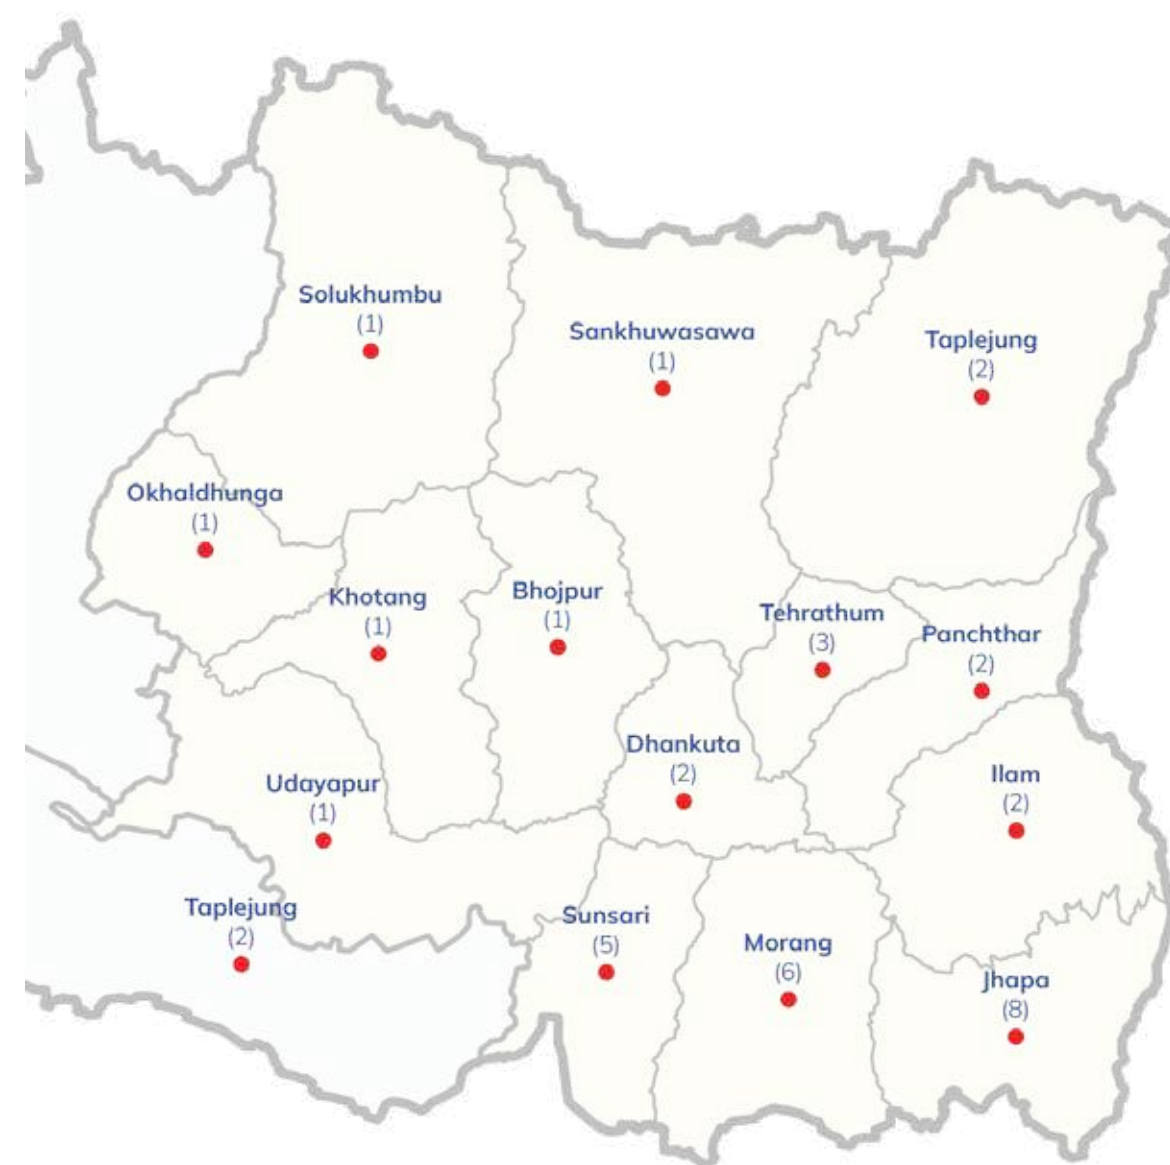 Solukhumbu
(1)
Sankhuwasawa
(1)
Taplejung
(2)
Okhaldhunga
(1)
Khotang
(1)
Bhojpur
(1)
Tehrathum
(3)
Panchthar
(2)
Dhankuta
(2)
Udayapur
(1)
Ilam
(2)
Taplejung
(2)
Sunsari
(5)
Morang
(6)
Jhapa
(8)